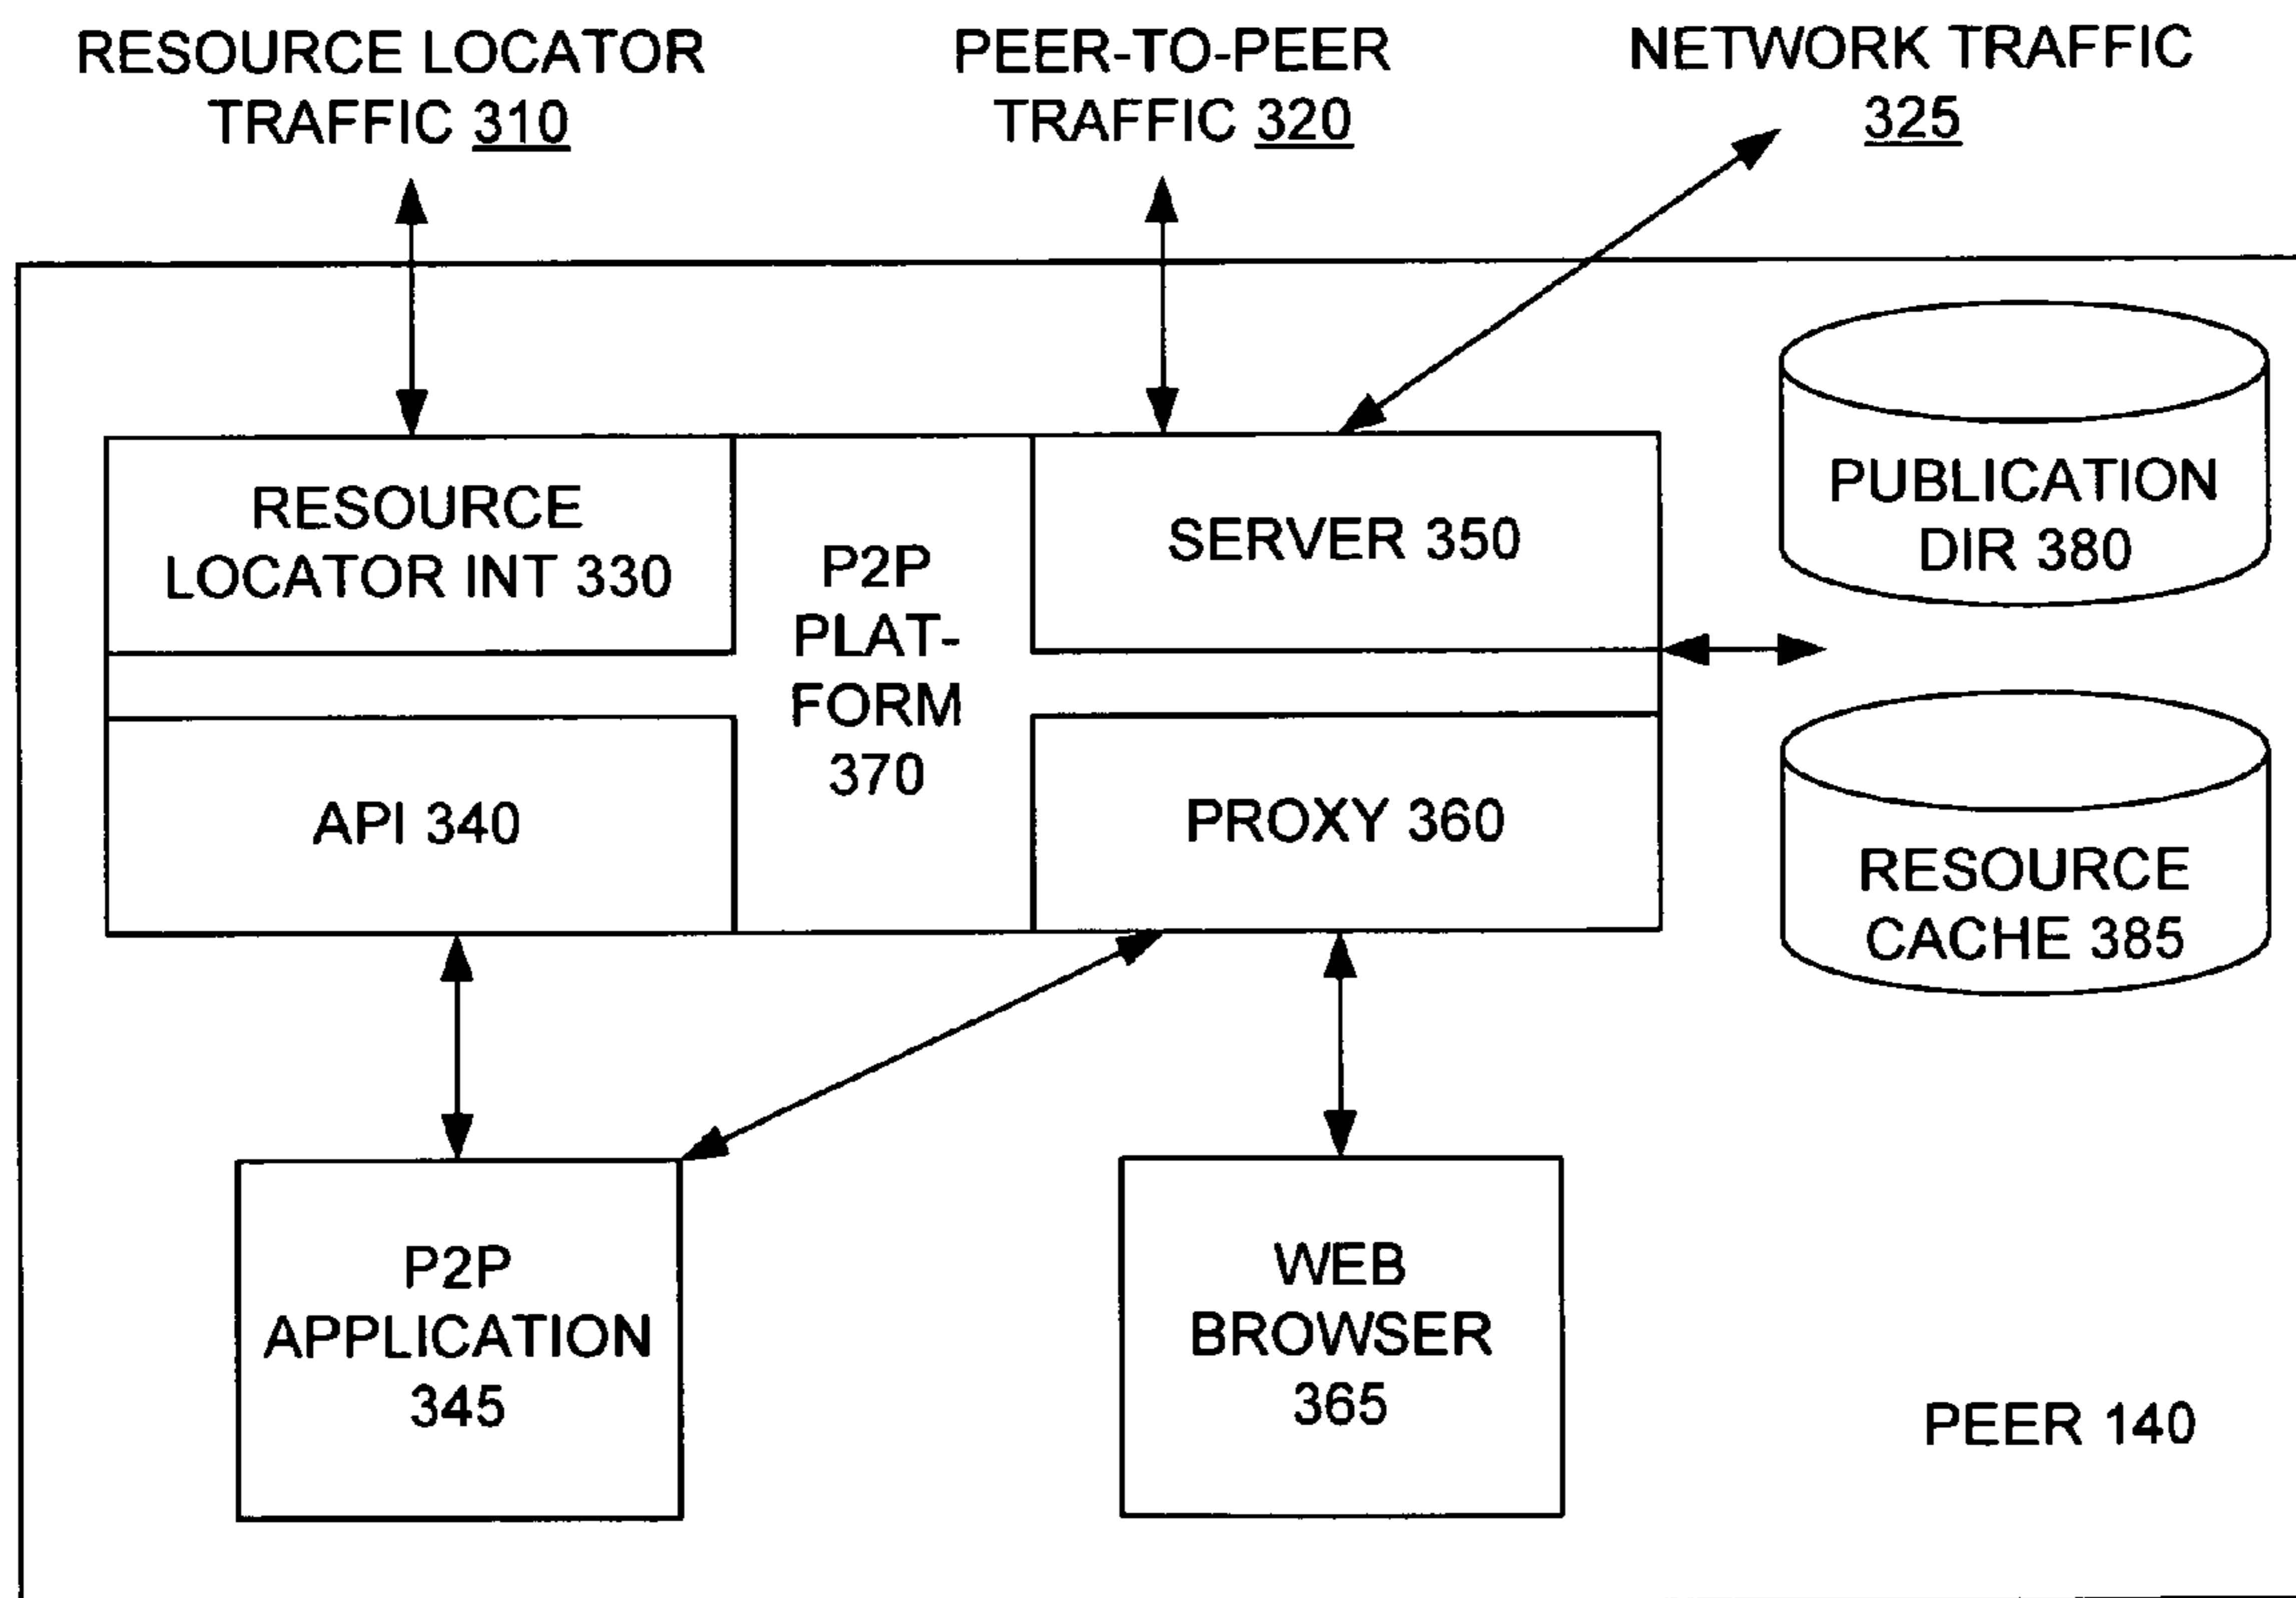 RESOURCE LOCATOR
TRAFFIC 310
PEER-TO-PEER
TRAFFIC 320
NETWORK TRAFFIC
325
RESOURCE
LOCATOR INT 330
P2P
PLAT-
FORM
370
SERVER 350
PUBLICATION
DIR 380
API 340
PROXY 360
RESOURCE
CACHE 385
P2P
APPLICATION
345
WEB
BROWSER
365
PEER 140